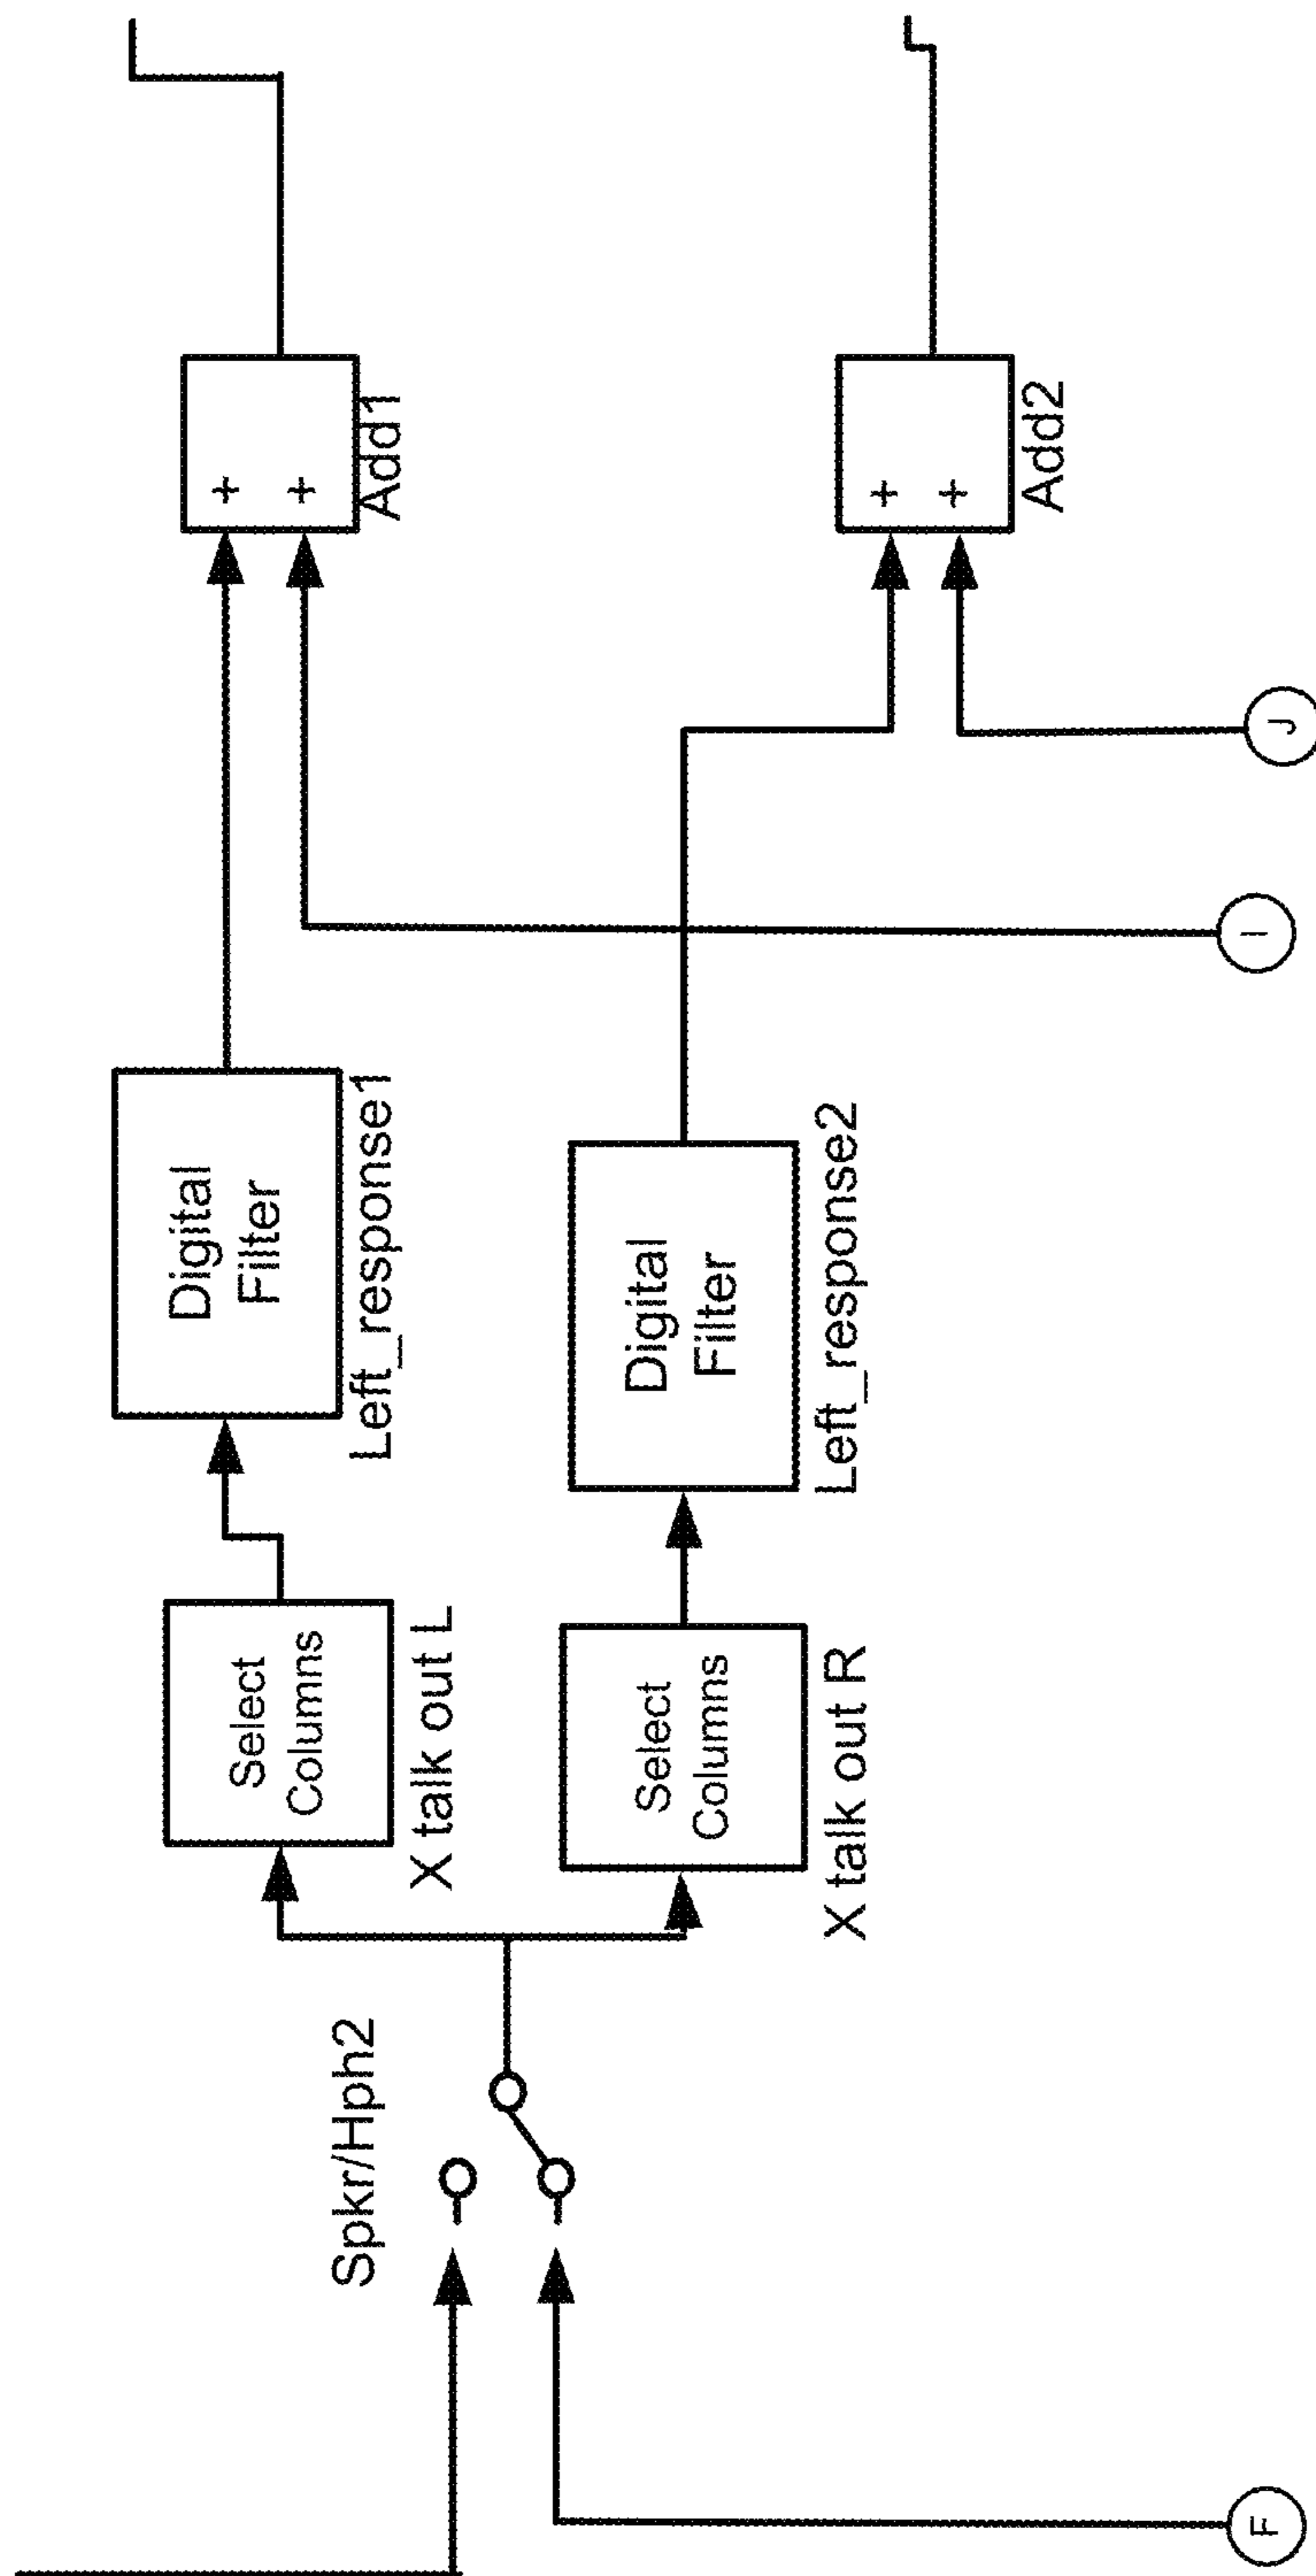 Spkr/Hph2
Select
Columns
X talk out L
Digital
Filter
Left_response1
+
+
Add1
Select
Columns
X talk out R
Digital
Filter
Left_response2
+
+
Add2
F
I
J